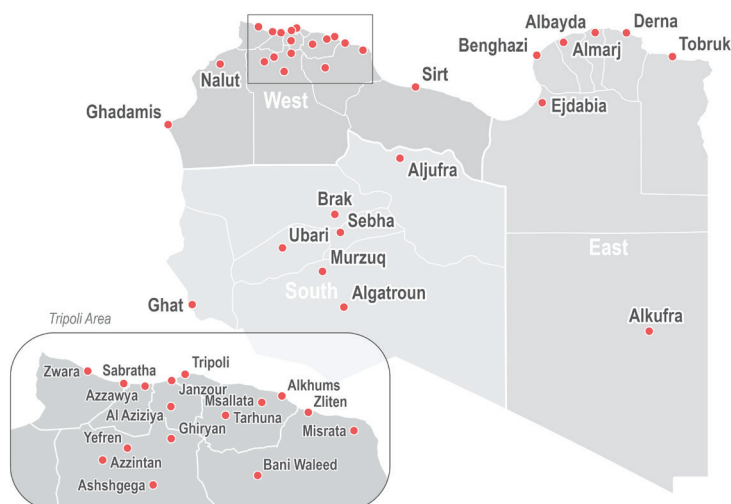 Albayda
Derna
Benghazi
Almarj
Tobruk
Nalut
Sirt
West
Ejdabia
Ghadamis
Aljufra
Brak
Sebha
Ubari
East
Murzuq
South
Algatroun
Ghat
Alkufra
Tripoli Area
Tripoli
Zwara
Sabratha
Janzour
Alkhums
Azzawya
Msallata
Zliten
Al Aziziya
Tarhuna
Yefren
Ghiryan
Misrata
Azzintan
Bani Waleed
Ashshgega